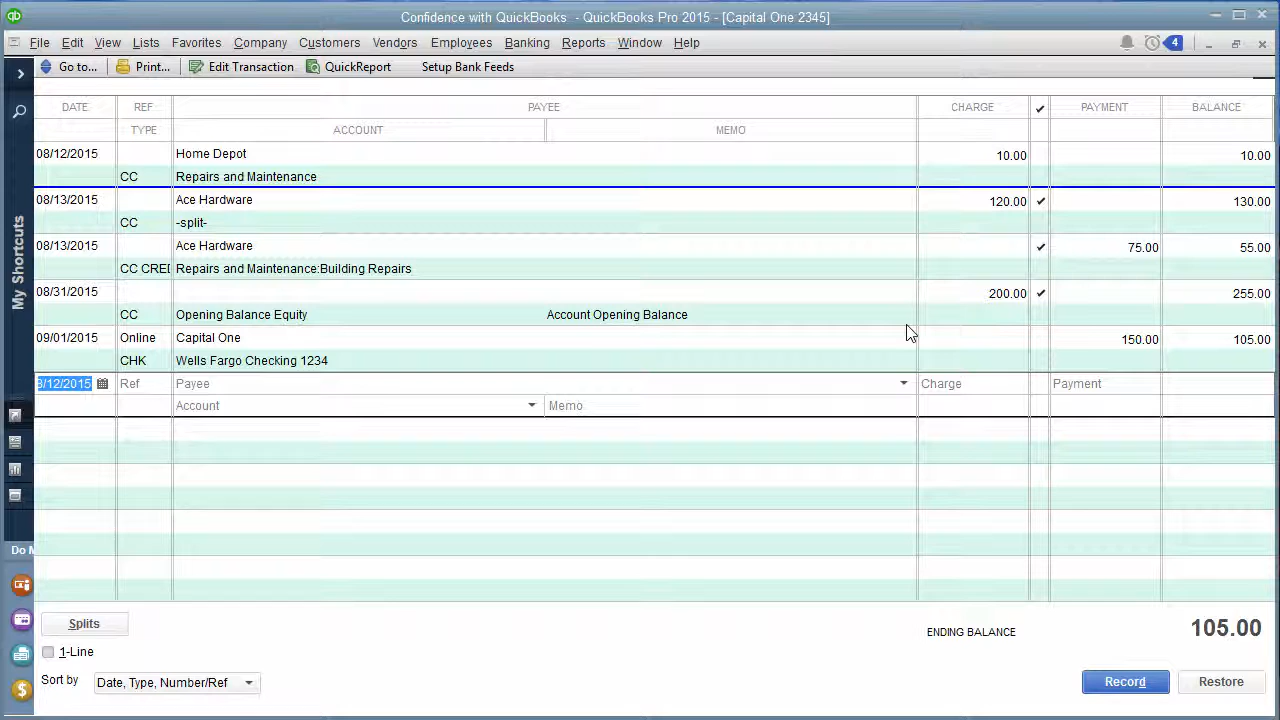 Confidence with QuickBooks - QuickBooks Pro 2015 - [Capital One 2345]
File Edit View Lists Favorites Company Customers Vendors Employees Banking Reports Window Help 4
Go to... Print... Edit Transaction QuickReport Setup Bank Feeds
DATE REF PAYEE CHARGE ✓ PAYMENT BALANCE
TYPE ACCOUNT MEMO
08/12/2015 Home Depot 10.00 10.00
CC Repairs and Maintenance
08/13/2015 Ace Hardware 120.00 ✓ 130.00
CC -split-
08/13/2015 Ace Hardware ✓ 75.00 55.00
CC CRED Repairs and Maintenance:Building Repairs
08/31/2015 200.00 ✓ 255.00
CC Opening Balance Equity Account Opening Balance
09/01/2015 Online Capital One 150.00 105.00
CHK Wells Fargo Checking 1234
8/12/2015 Ref Payee Charge Payment
Account Memo
My Shortcuts
Do M
Splits
ENDING BALANCE 105.00
1-Line
Sort by Date, Type, Number/Ref
Record Restore